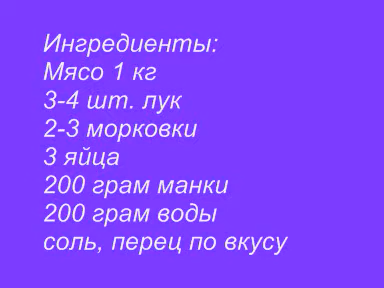 Ингредиенты:
Мясо 1 кг
3-4 шт. лук
2-3 морковки
3 яйца
200 грам манки
200 грам воды
соль, перец по вкусу